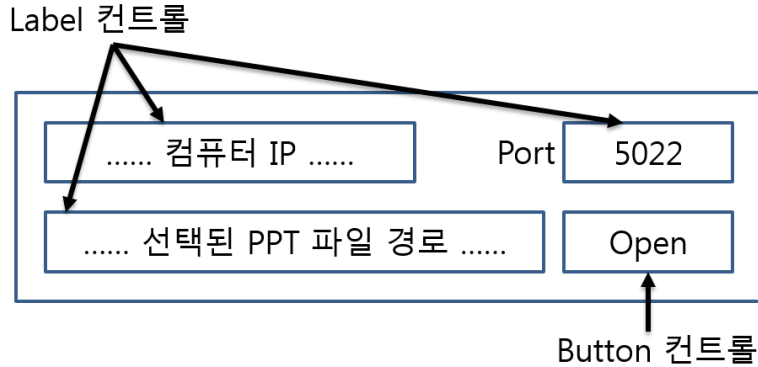 Label 컨트롤
...... 컴퓨터 IP ......
Port
5022
...... 선택된 PPT 파일 경로 ......
Open
Button 컨트롤